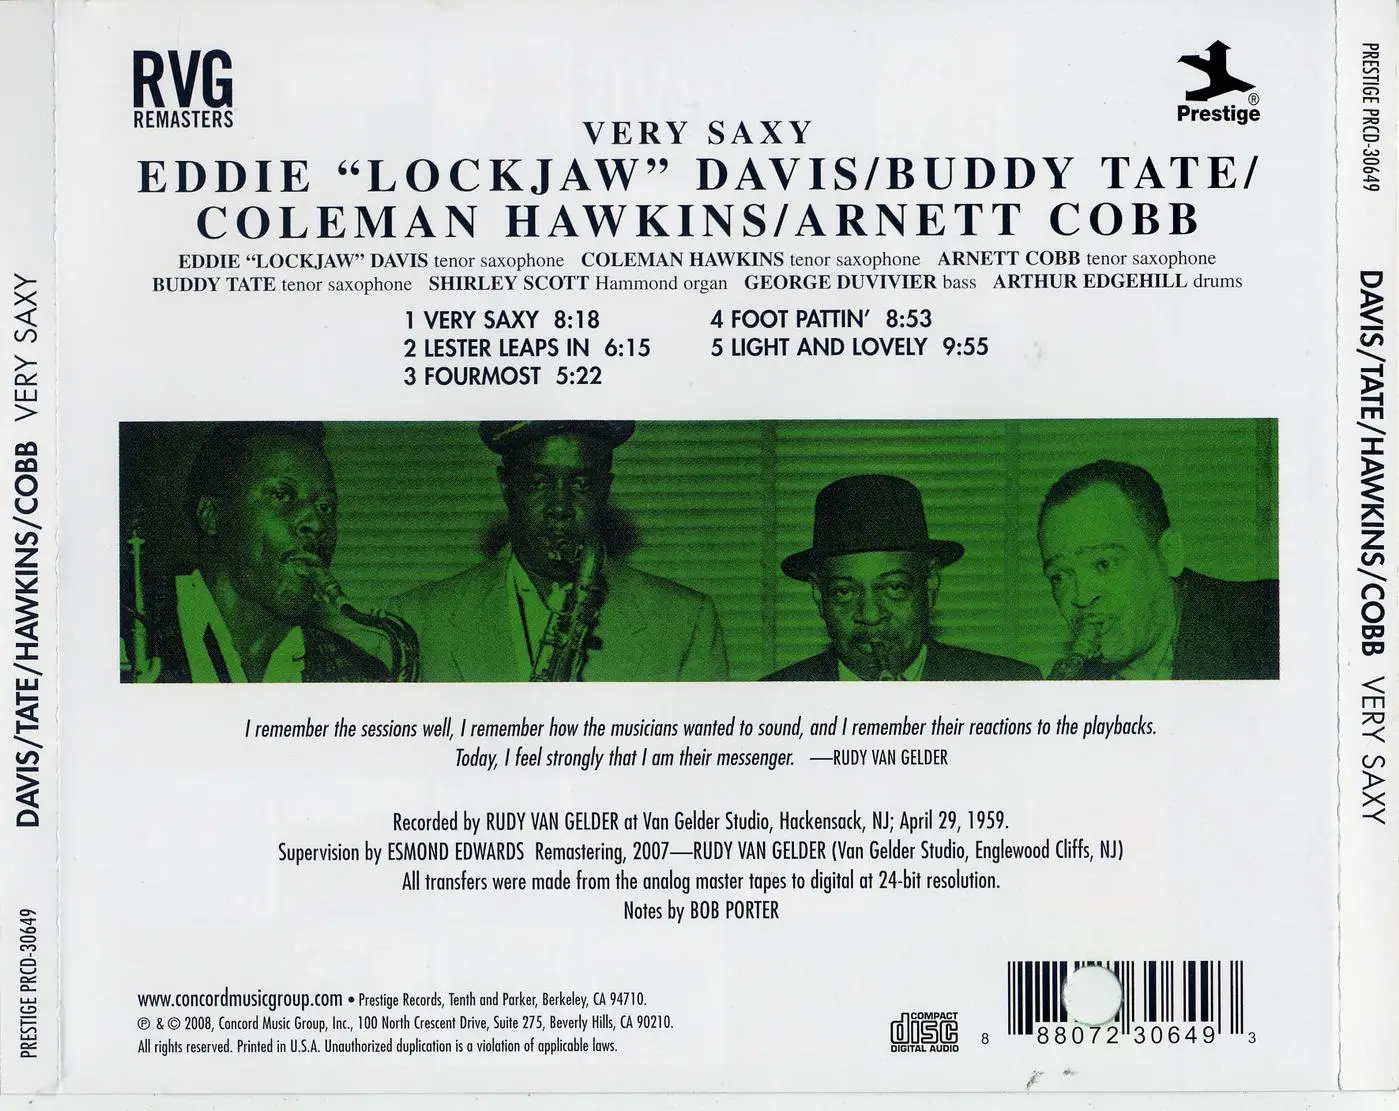 RVG
REMASTERS
Prestige®
VERY SAXY
EDDIE “LOCKJAW” DAVIS/BUDDY TATE/
COLEMAN HAWKINS/ARNETT COBB
EDDIE “LOCKJAW” DAVIS tenor saxophone COLEMAN HAWKINS tenor saxophone ARNETT COBB tenor saxophone
BUDDY TATE tenor saxophone SHIRLEY SCOTT Hammond organ GEORGE DUVIVIER bass ARTHUR EDGEHILL drums
1 VERY SAXY 8:18
2 LESTER LEAPS IN 6:15
3 FOURMOST 5:22
4 FOOT PATTIN’ 8:53
5 LIGHT AND LOVELY 9:55
I remember the sessions well, I remember how the musicians wanted to sound, and I remember their reactions to the playbacks.
Today, I feel strongly that I am their messenger. —RUDY VAN GELDER
Recorded by RUDY VAN GELDER at Van Gelder Studio, Hackensack, NJ; April 29, 1959.
Supervision by ESMOND EDWARDS Remastering, 2007—RUDY VAN GELDER (Van Gelder Studio, Englewood Cliffs, NJ)
All transfers were made from the analog master tapes to digital at 24-bit resolution.
Notes by BOB PORTER
www.concordmusicgroup.com • Prestige Records, Tenth and Parker, Berkeley, CA 94710.
℗ & © 2008, Concord Music Group, Inc., 100 North Crescent Drive, Suite 275, Beverly Hills, CA 90210.
All rights reserved. Printed in U.S.A. Unauthorized duplication is a violation of applicable laws.
COMPACT
disc
DIGITAL AUDIO
8 88072 30649 3
PRESTIGE PRCD-30649 DAVIS/TATE/HAWKINS/COBB VERY SAXY
PRESTIGE PRCD-30649 DAVIS/TATE/HAWKINS/COBB VERY SAXY